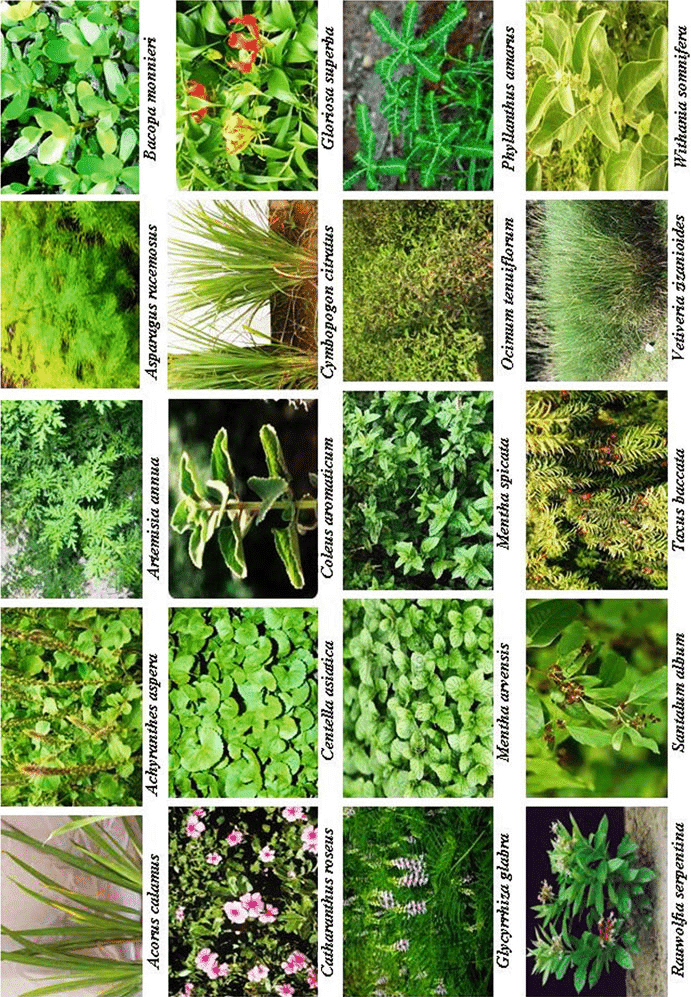 Acorus calamus
Achyranthes aspera
Artemisia annua
Asparagus racemosus
Bacopa monnieri
Catharanthus roseus
Centella asiatica
Coleus aromaticum
Cymbopogon citratus
Gloriosa superba
Glycyrrhiza glabra
Mentha arvensis
Mentha spicata
Ocimum tenuiflorum
Phyllanthus amarus
Rauwolfia serpentina
Santalum album
Taxus baccata
Vetiveria zizanioides
Withania somnifera